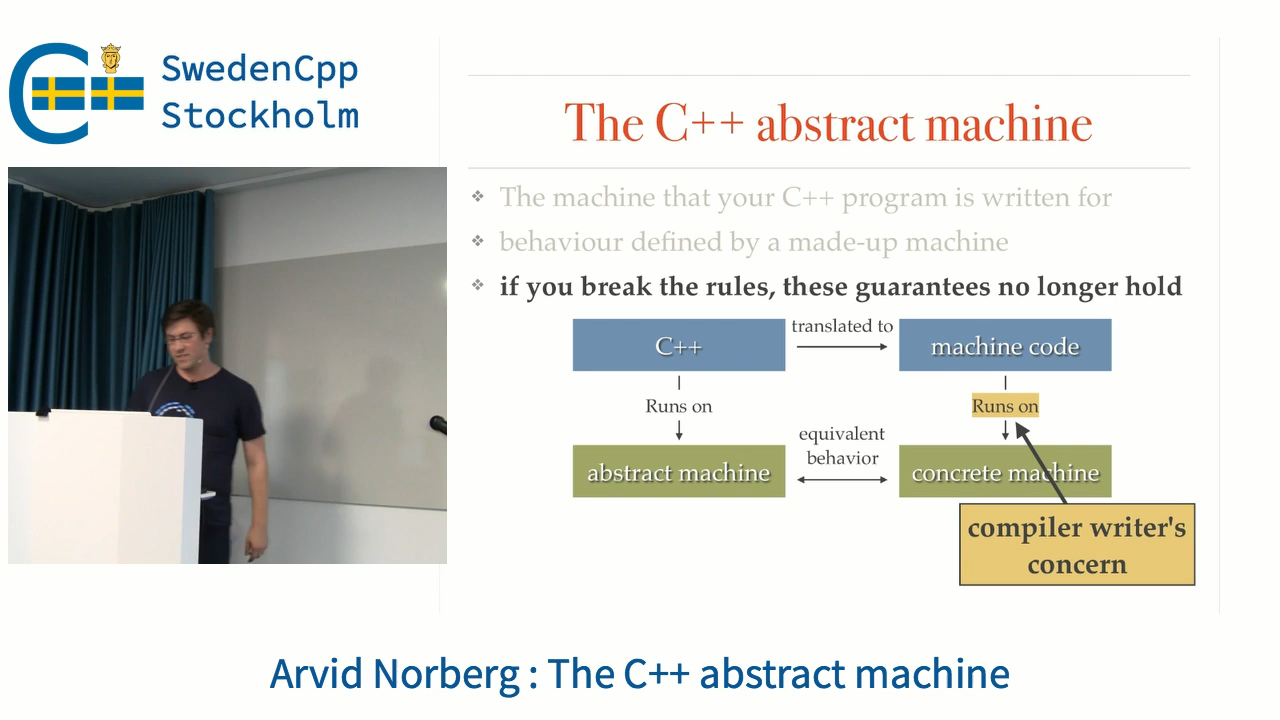 SwedenCpp
Stockholm
The C++ abstract machine
The machine that your C++ program is written for
behaviour defined by a made-up machine
if you break the rules, these guarantees no longer hold
C++
translated to
machine code
Runs on
Runs on
abstract machine
equivalent
behavior
concrete machine
compiler writer's
concern
Arvid Norberg : The C++ abstract machine